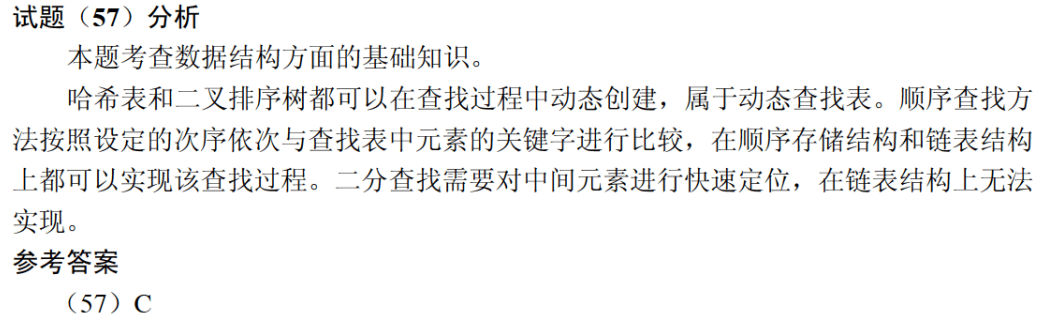 试题（57）分析
本题考查数据结构方面的基础知识。
哈希表和二叉排序树都可以在查找过程中动态创建，属于动态查找表。顺序查找方
法按照设定的次序依次与查找表中元素的关键字进行比较，在顺序存储结构和链表结构
上都可以实现该查找过程。二分查找需要对中间元素进行快速定位，在链表结构上无法
实现。
参考答案
（57）C